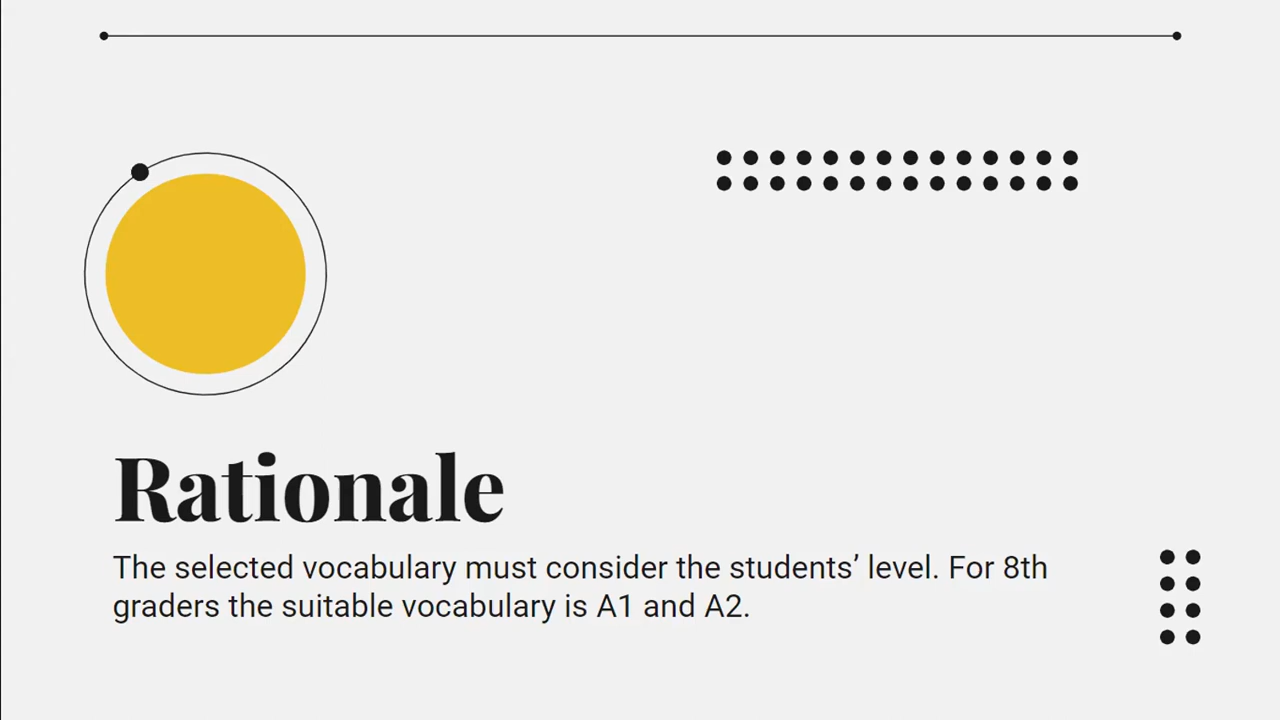 Rationale
The selected vocabulary must consider the students’ level. For 8th
graders the suitable vocabulary is A1 and A2.